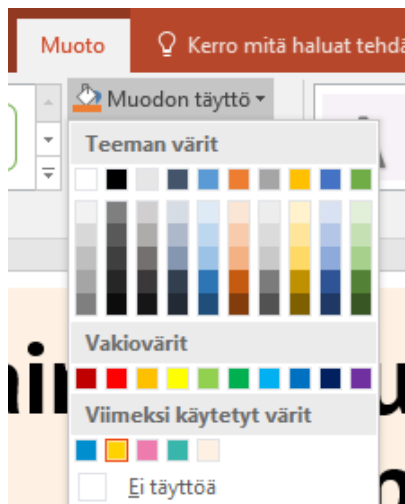 Muoto
Kerro mitä haluat tehdä
Muodon täyttö
Teeman värit
Vakiovärit
Viimeksi käytetyt värit
Ei täyttöä